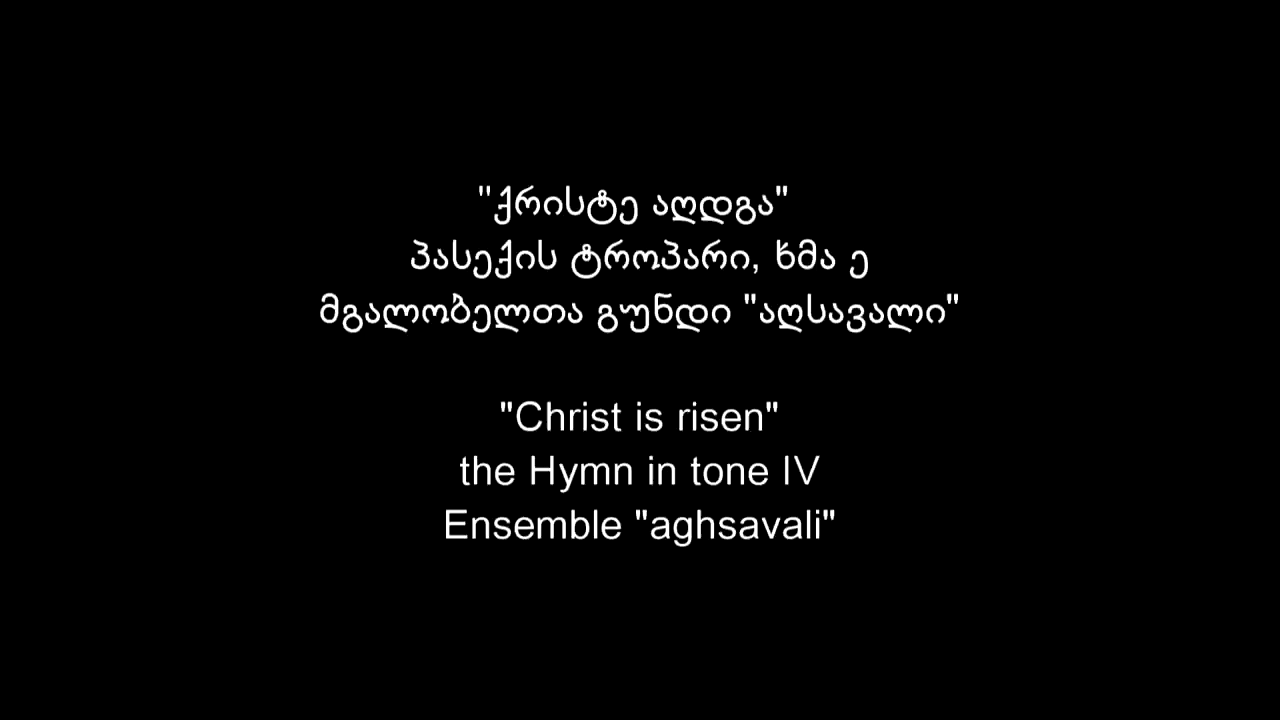 "ქრისტე აღდგა"
პასექის ტროპარი, ხმა ე
მგალობელთა გუნდი "აღსავალი"
"Christ is risen"
the Hymn in tone IV
Ensemble "aghsavali"